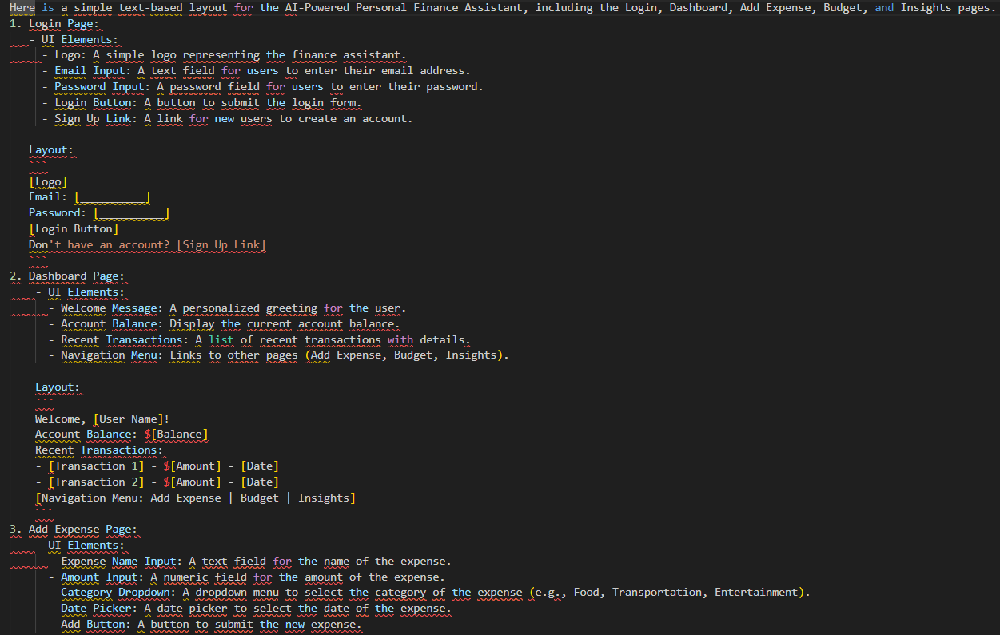 Here is a simple text-based layout for the AI-Powered Personal Finance Assistant, including the Login, Dashboard, Add Expense, Budget, and Insights pages.
1. Login Page:
- UI Elements:
- Logo: A simple logo representing the finance assistant.
- Email Input: A text field for users to enter their email address.
- Password Input: A password field for users to enter their password.
- Login Button: A button to submit the login form.
- Sign Up Link: A link for new users to create an account.
Layout:
```
[Logo]
Email: [__________]
Password: [__________]
[Login Button]
Don't have an account? [Sign Up Link]
```
2. Dashboard Page:
- UI Elements:
- Welcome Message: A personalized greeting for the user.
- Account Balance: Display the current account balance.
- Recent Transactions: A list of recent transactions with details.
- Navigation Menu: Links to other pages (Add Expense, Budget, Insights).
Layout:
```
Welcome, [User Name]!
Account Balance: $[Balance]
Recent Transactions:
- [Transaction 1] - $[Amount] - [Date]
- [Transaction 2] - $[Amount] - [Date]
[Navigation Menu: Add Expense | Budget | Insights]
```
3. Add Expense Page:
- UI Elements:
- Expense Name Input: A text field for the name of the expense.
- Amount Input: A numeric field for the amount of the expense.
- Category Dropdown: A dropdown menu to select the category of the expense (e.g., Food, Transportation, Entertainment).
- Date Picker: A date picker to select the date of the expense.
- Add Button: A button to submit the new expense.